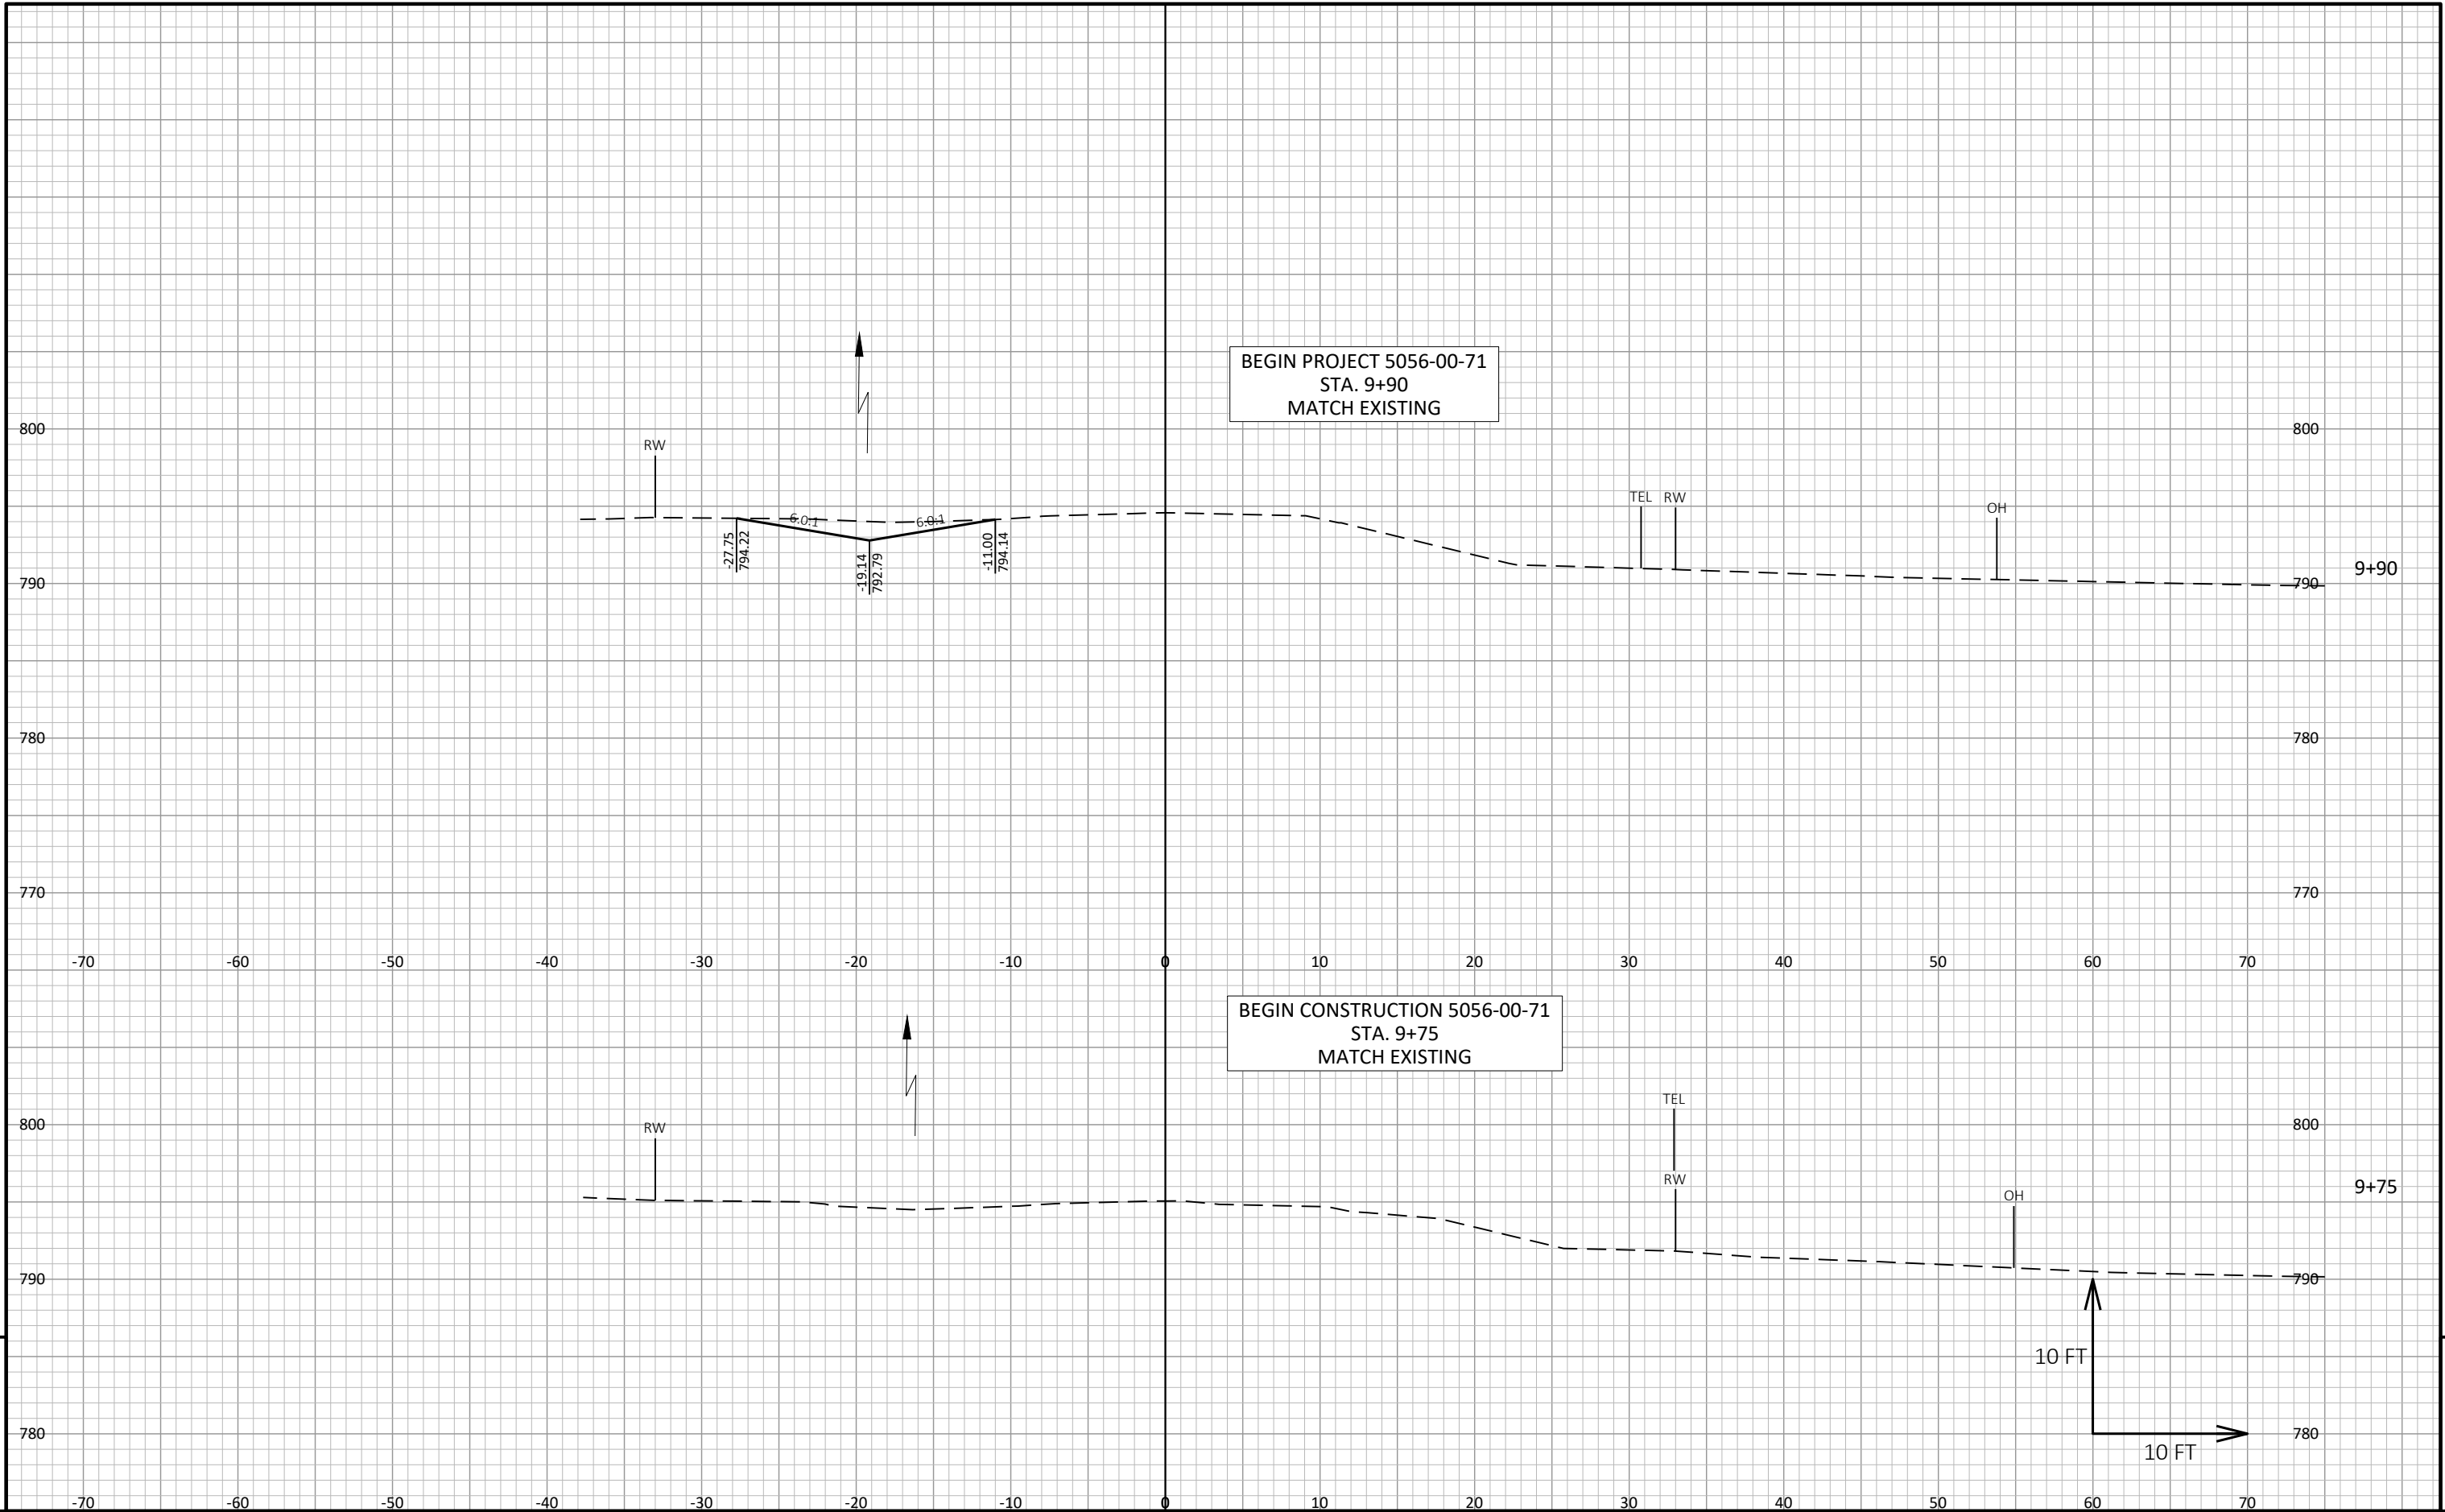 BEGIN PROJECT 5056-00-71
STA. 9+90
MATCH EXISTING
800 800
RW
TEL RW
OH
6.0:1 6.0:1
-27.75
794.22
-19.14
792.79
-11.00
794.14
790 790
9+90
780 780
770 770
-70 -60 -50 -40 -30 -20 -10 0 10 20 30 40 50 60 70
BEGIN CONSTRUCTION 5056-00-71
STA. 9+75
MATCH EXISTING
TEL
800 800
RW
RW
OH
9+75
790 790
10 FT
780 780
10 FT
-70 -60 -50 -40 -30 -20 -10 0 10 20 30 40 50 60 70